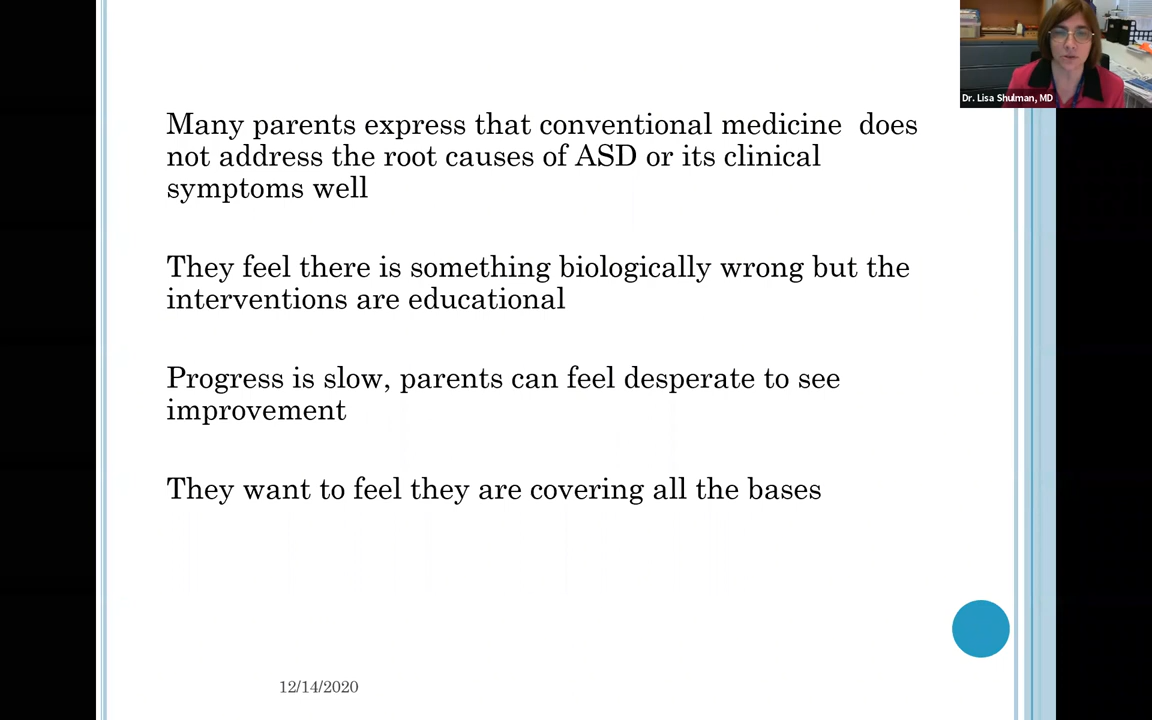 Dr. Lisa Shulman, MD
Many parents express that conventional medicine does
not address the root causes of ASD or its clinical
symptoms well
They feel there is something biologically wrong but the
interventions are educational
Progress is slow, parents can feel desperate to see
improvement
They want to feel they are covering all the bases
12/14/2020